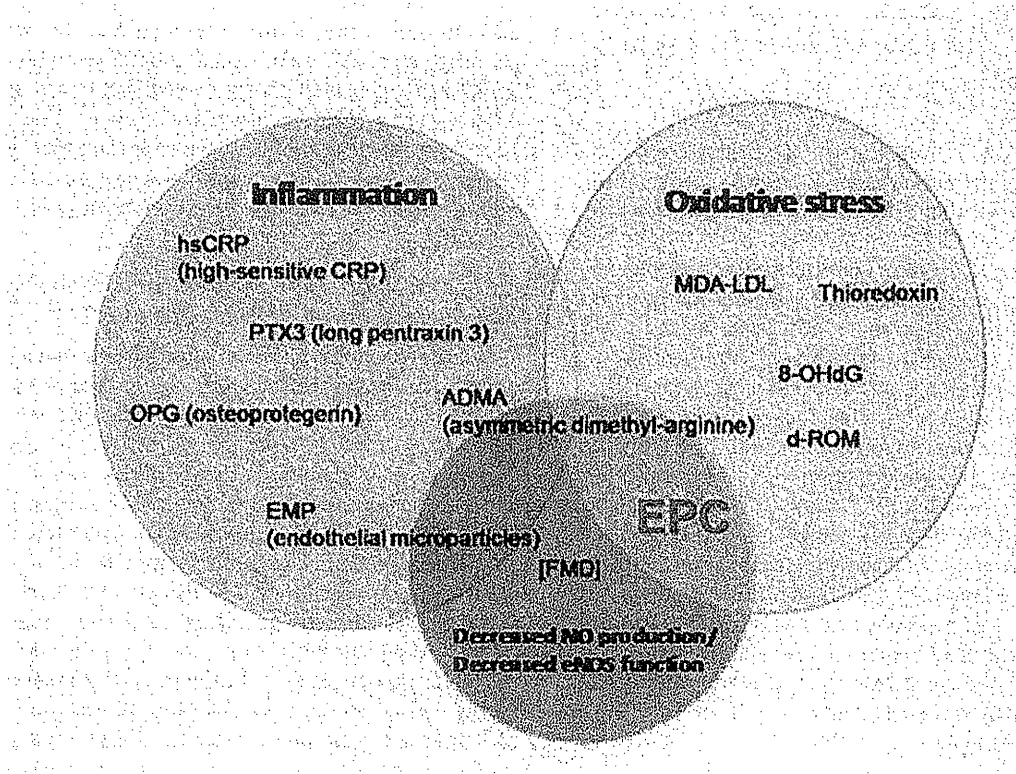 Inflammation
hsCRP
(high-sensitive CRP)
PTX3 (long pentraxin 3)
OPG (osteoprotegerin)
ADMA
(asymmetric dimethyl-arginine)
EMP
(endothelial microparticles)
Oxidative stress
MDA-LDL
Thioredoxin
8-OHdG
d-ROM
EPC
[FMD]
Decreased NO production/
Decreased eNOS function